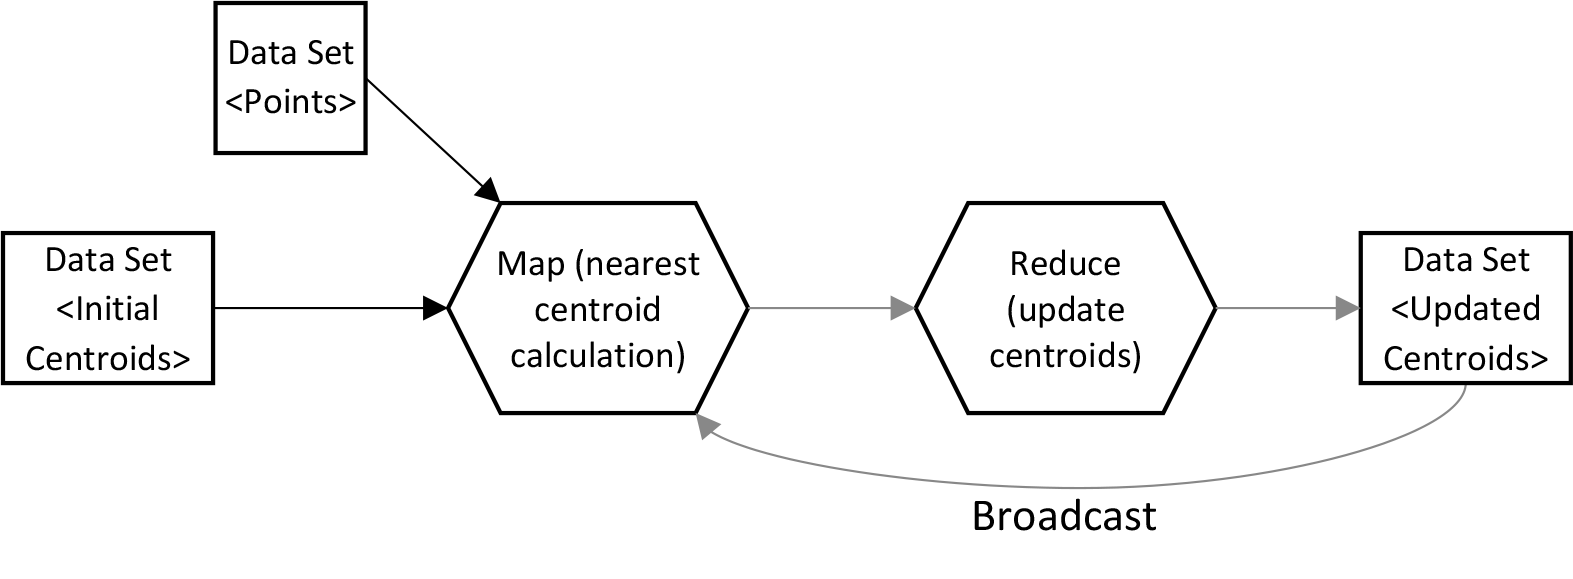 Data Set
<Points>
Data Set
<Initial
Centroids>
Map (nearest
centroid
calculation)
Reduce
(update
centroids)
Data Set
<Updated
Centroids>
Broadcast